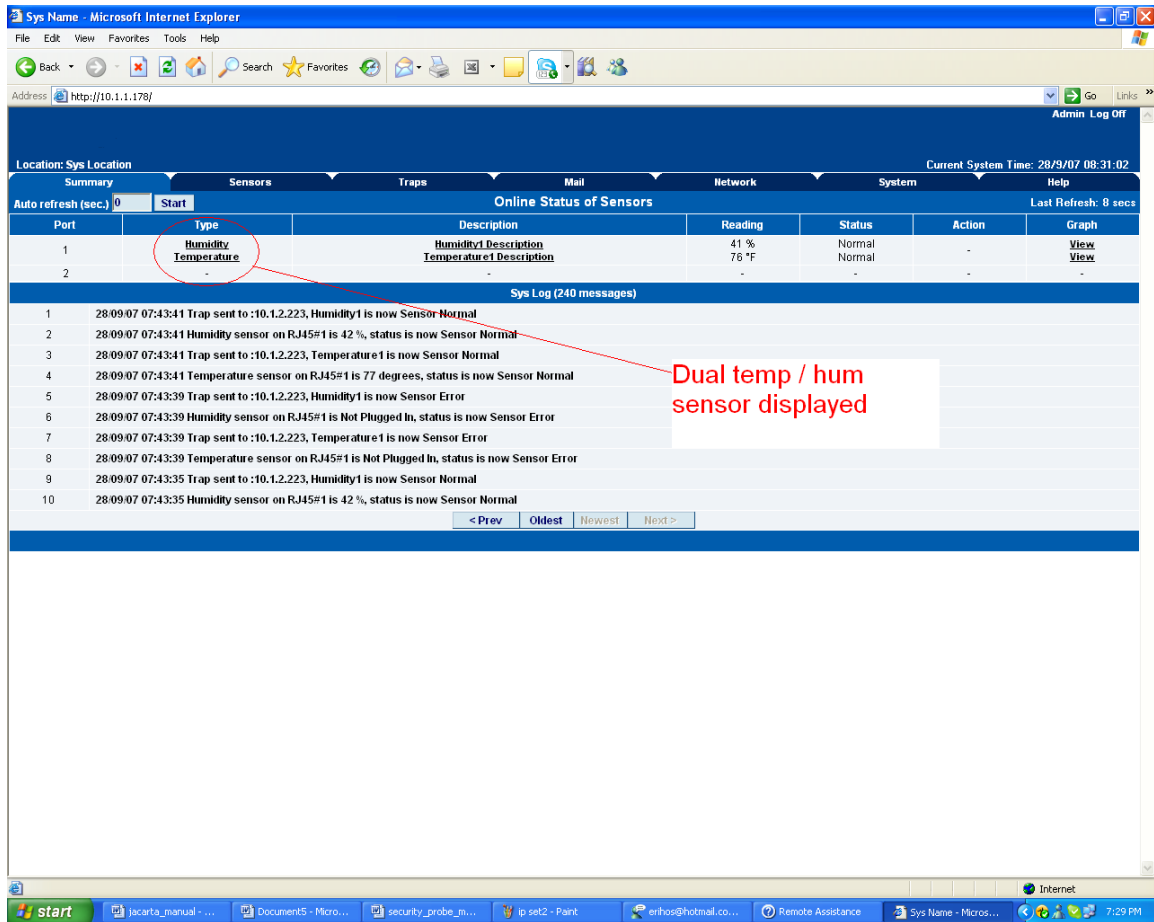 Sys Name - Microsoft Internet Explorer
File Edit View Favorites Tools Help
Back Search Favorites
Address http://10.1.1.178/ Go Links »
Admin Log Off
Location: Sys Location Current System Time: 28/9/07 08:31:02
Summary Sensors Traps Mail Network System Help
Auto refresh (sec.) 0 Start Online Status of Sensors Last Refresh: 8 secs
Port Type Description Reading Status Action Graph
1 Humidity Humidity1 Description 41 % Normal - View
Temperature Temperature1 Description 76 °F Normal View
2 - - - - - -
Sys Log (240 messages)
1 28/09/07 07:43:41 Trap sent to :10.1.2.223, Humidity1 is now Sensor Normal
2 28/09/07 07:43:41 Humidity sensor on RJ45#1 is 42 %, status is now Sensor Normal
3 28/09/07 07:43:41 Trap sent to :10.1.2.223, Temperature1 is now Sensor Normal
4 28/09/07 07:43:41 Temperature sensor on RJ45#1 is 77 degrees, status is now Sensor Normal
5 28/09/07 07:43:39 Trap sent to :10.1.2.223, Humidity1 is now Sensor Error
6 28/09/07 07:43:39 Humidity sensor on RJ45#1 is Not Plugged In, status is now Sensor Error
7 28/09/07 07:43:39 Trap sent to :10.1.2.223, Temperature1 is now Sensor Error
8 28/09/07 07:43:39 Temperature sensor on RJ45#1 is Not Plugged In, status is now Sensor Error
9 28/09/07 07:43:35 Trap sent to :10.1.2.223, Humidity1 is now Sensor Normal
10 28/09/07 07:43:35 Humidity sensor on RJ45#1 is 42 %, status is now Sensor Normal
Dual temp / hum
sensor displayed
< Prev Oldest Newest Next >
Internet
start jacarta_manual - ... Document5 - Micro... security_probe_m... ip set2 - Paint erihos@hotmail.co... Remote Assistance Sys Name - Micros... 7:29 PM